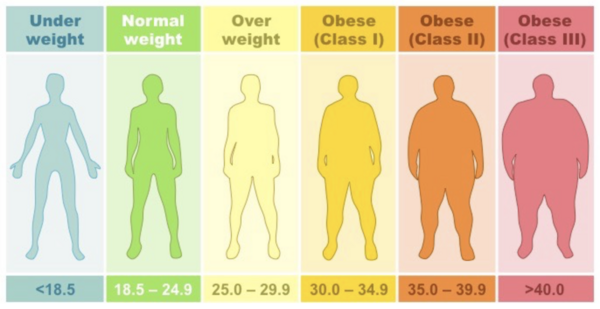 Under
weight
Normal
weight
Over
weight
Obese
(Class I)
Obese
(Class II)
Obese
(Class III)
<18.5
18.5 – 24.9
25.0 – 29.9
30.0 – 34.9
35.0 – 39.9
>40.0